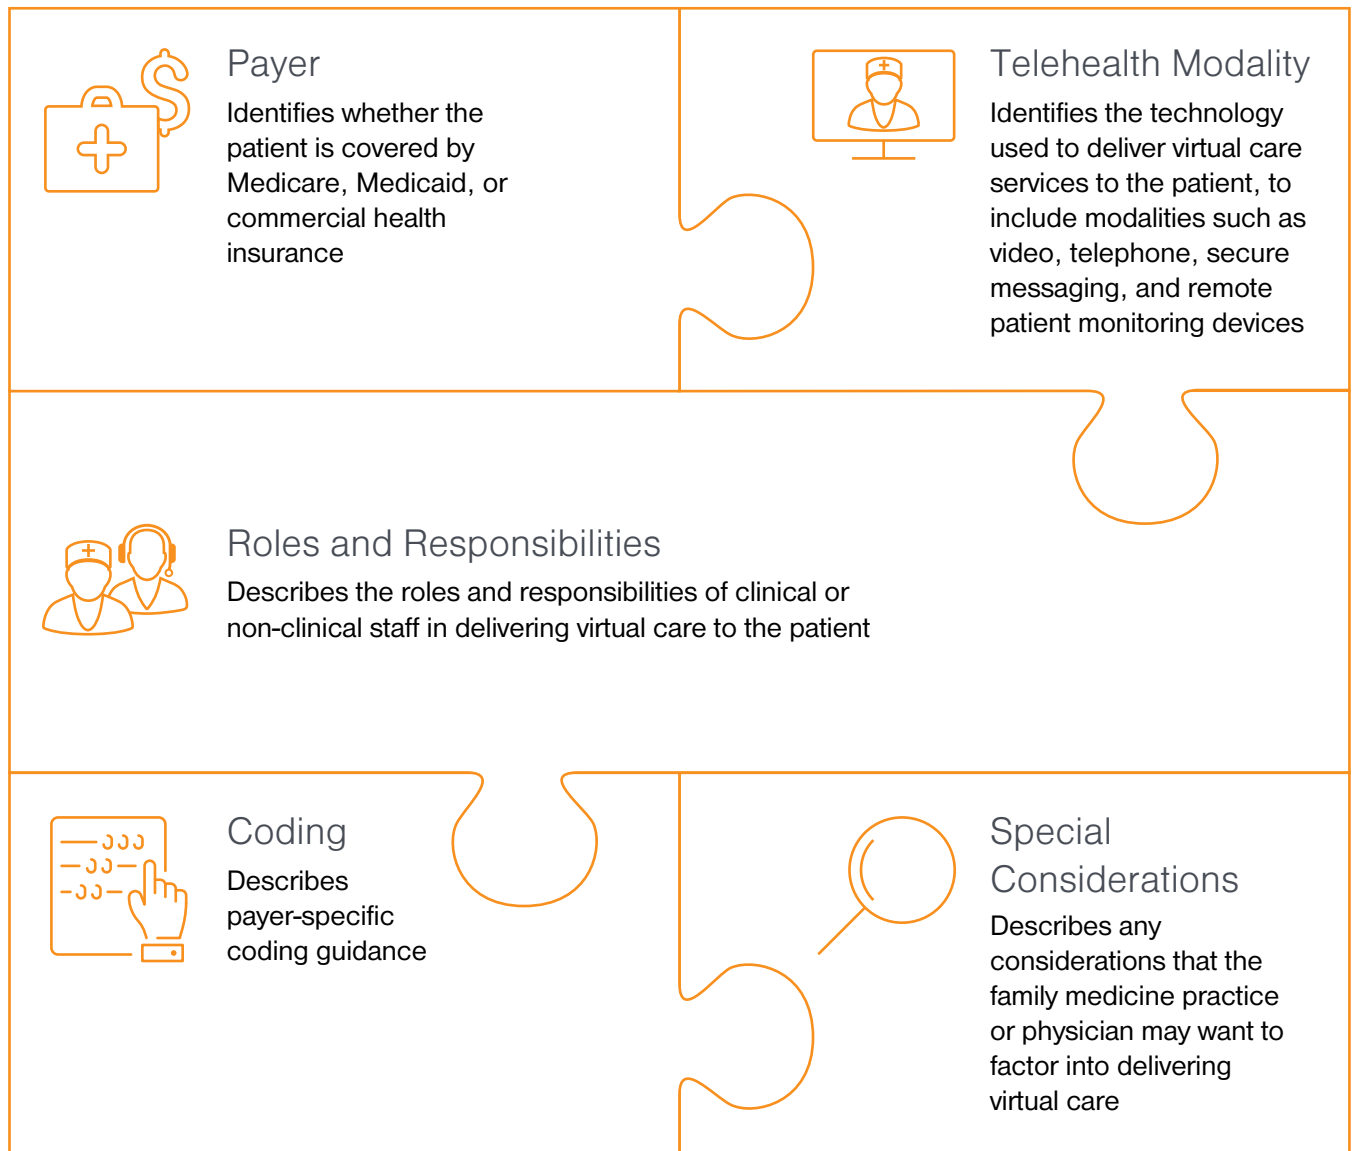 Payer
Identifies whether the
patient is covered by
Medicare, Medicaid, or
commercial health
insurance
Telehealth Modality
Identifies the technology
used to deliver virtual care
services to the patient, to
include modalities such as
video, telephone, secure
messaging, and remote
patient monitoring devices
Roles and Responsibilities
Describes the roles and responsibilities of clinical or
non-clinical staff in delivering virtual care to the patient
Coding
Describes
payer-specific
coding guidance
Special
Considerations
Describes any
considerations that the
family medicine practice
or physician may want to
factor into delivering
virtual care